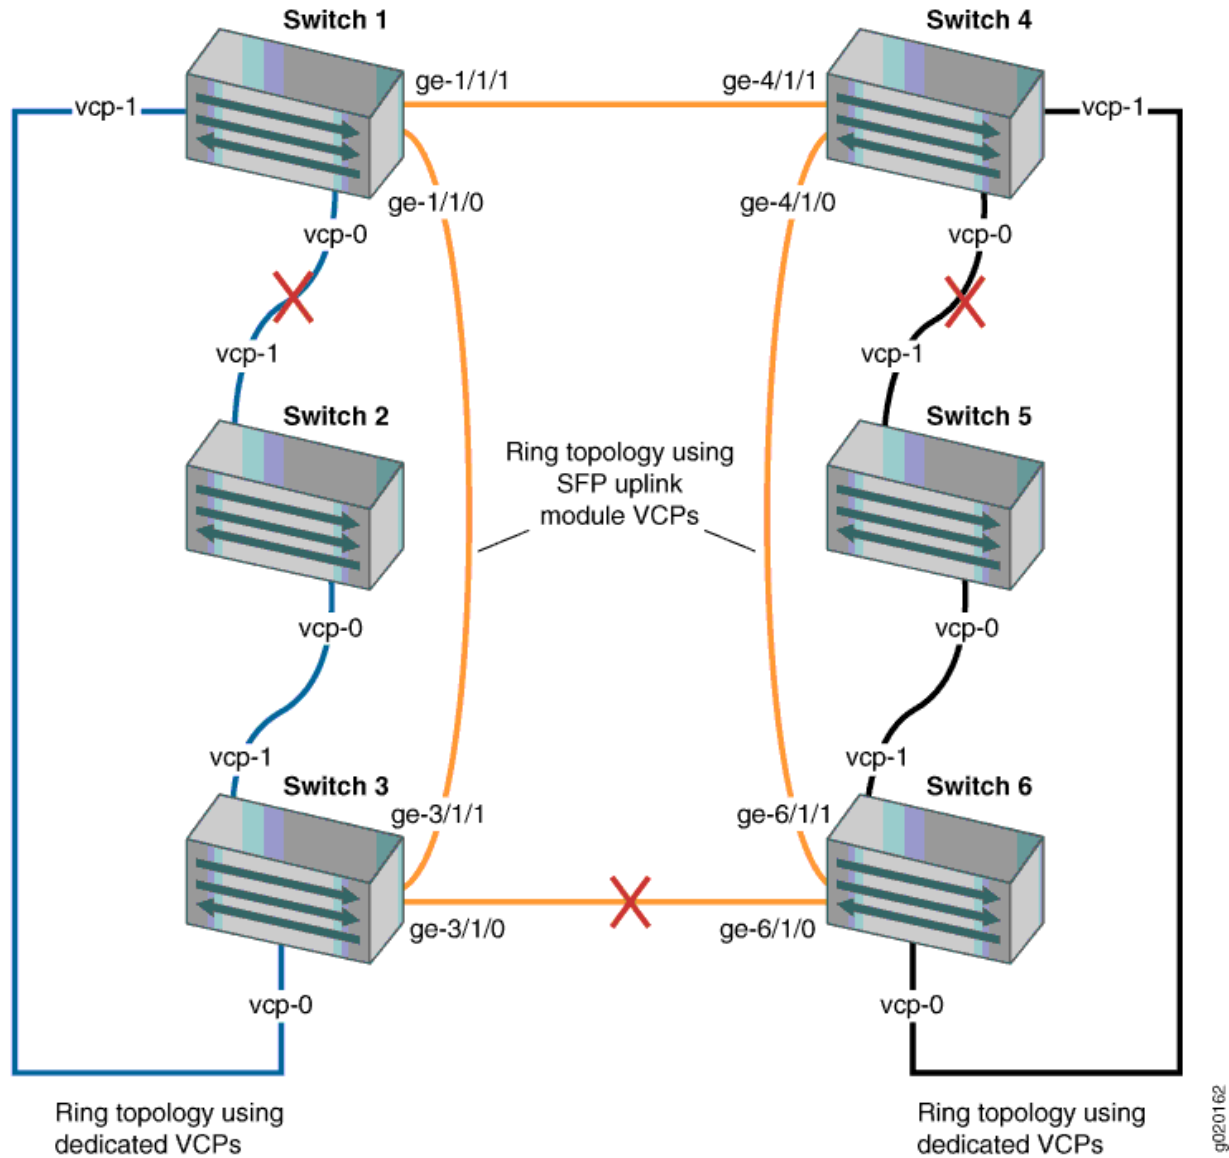 Switch 1
Switch 4
ge-1/1/1
ge-4/1/1
vcp-1
vcp-1
ge-1/1/0
ge-4/1/0
vcp-0
vcp-0
vcp-1
vcp-1
Switch 2
Switch 5
Ring topology using
SFP uplink
module VCPs
vcp-0
vcp-0
vcp-1
vcp-1
Switch 3
Switch 6
ge-3/1/1
ge-6/1/1
ge-3/1/0
ge-6/1/0
vcp-0
vcp-0
Ring topology using
dedicated VCPs
Ring topology using
dedicated VCPs
g020162